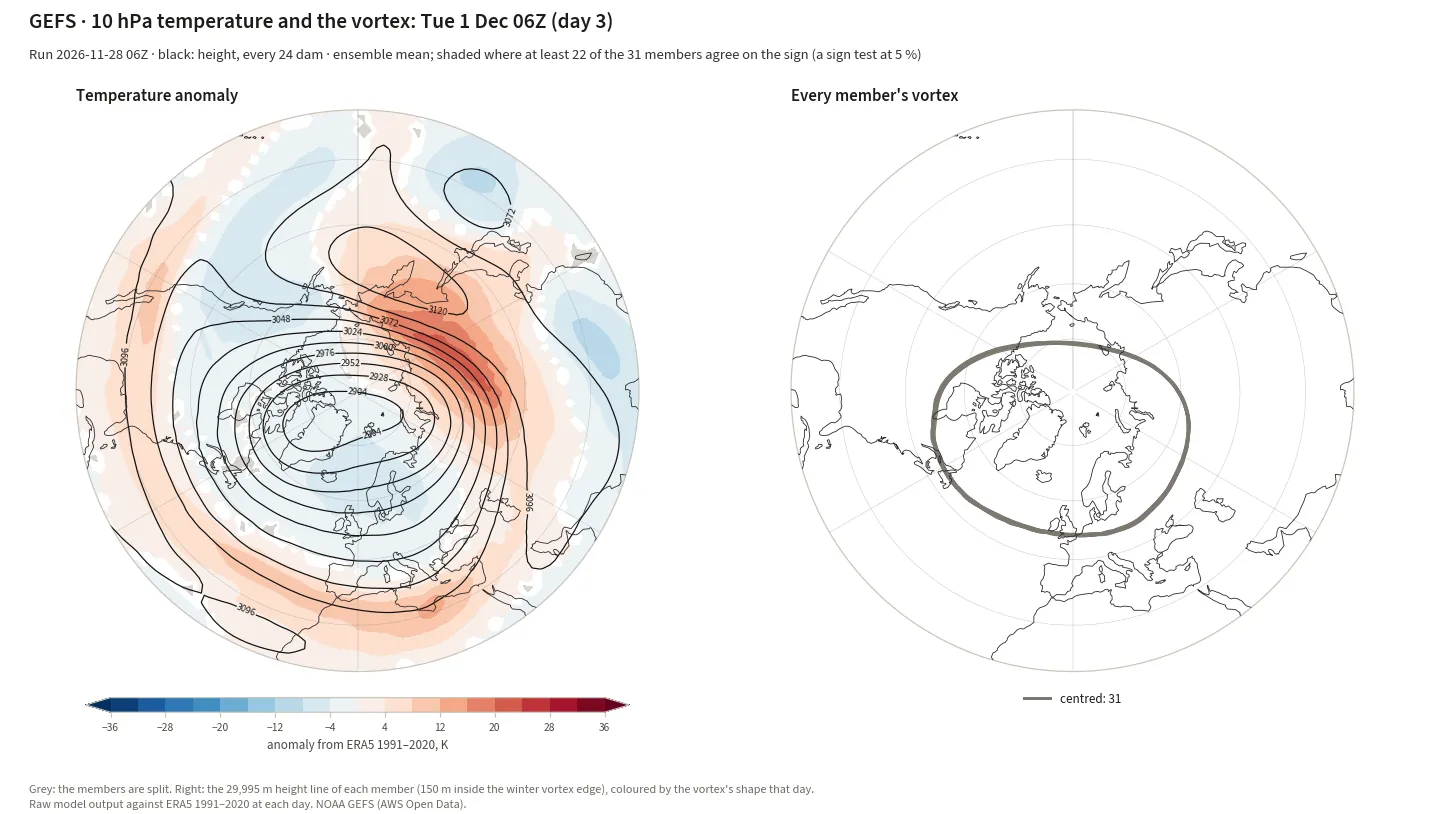 GEFS · 10 hPa temperature and the vortex: Tue 1 Dec 06Z (day 3)
Run 2026-11-28 06Z · black: height, every 24 dam · ensemble mean; shaded where at least 22 of the 31 members agree on the sign (a sign test at 5 %)
Temperature anomaly
Every member's vortex
3072
3120
3048
3072
3024
3000
2976
2952
2928
2904
3096
2904
3096
3096
centred: 31
−36 −28 −20 −12 −4 4 12 20 28 36
anomaly from ERA5 1991–2020, K
Grey: the members are split. Right: the 29,995 m height line of each member (150 m inside the winter vortex edge), coloured by the vortex's shape that day.
Raw model output against ERA5 1991–2020 at each day. NOAA GEFS (AWS Open Data).